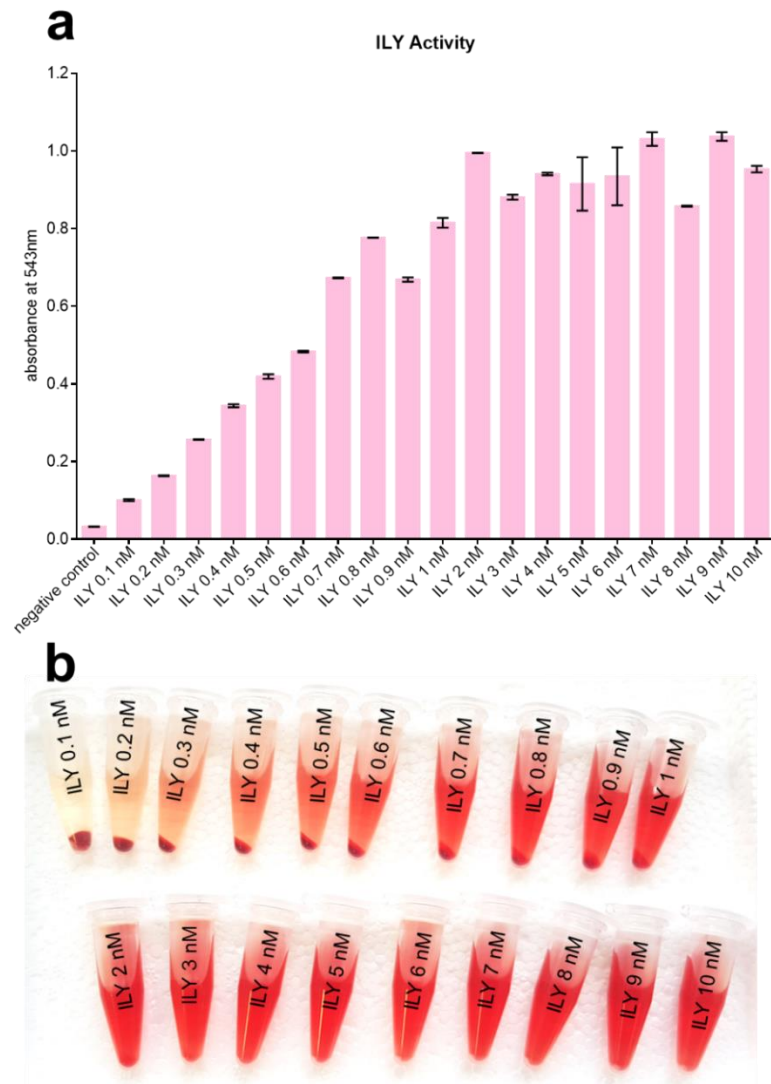 a
ILY Activity
1.2
1.0
0.8
0.6
0.4
0.2
0.0
absorbance at 543nm
negative control
ILY 0.1 nM
ILY 0.2 nM
ILY 0.3 nM
ILY 0.4 nM
ILY 0.5 nM
ILY 0.6 nM
ILY 0.7 nM
ILY 0.8 nM
ILY 0.9 nM
ILY 1 nM
ILY 2 nM
ILY 3 nM
ILY 4 nM
ILY 5 nM
ILY 6 nM
ILY 7 nM
ILY 8 nM
ILY 9 nM
ILY 10 nM
b
ILY 0.1 nM
ILY 0.2 nM
ILY 0.3 nM
ILY 0.4 nM
ILY 0.5 nM
ILY 0.6 nM
ILY 0.7 nM
ILY 0.8 nM
ILY 0.9 nM
ILY 1 nM
ILY 2 nM
ILY 3 nM
ILY 4 nM
ILY 5 nM
ILY 6 nM
ILY 7 nM
ILY 8 nM
ILY 9 nM
ILY 10 nM